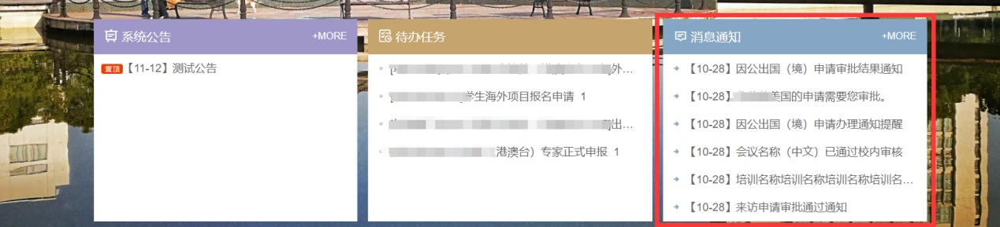 系统公告 +MORE
置顶【11-12】测试公告
待办任务
外...
学生海外项目报名申请 1
出...
港澳台）专家正式申报 1
消息通知 +MORE
【10-28】因公出国（境）申请审批结果通知
【10-28】美国的申请需要您审批。
【10-28】因公出国（境）申请办理通知提醒
【10-28】会议名称（中文）已通过校内审核
【10-28】培训名称培训名称培训名称培训名...
【10-28】来访申请审批通过通知